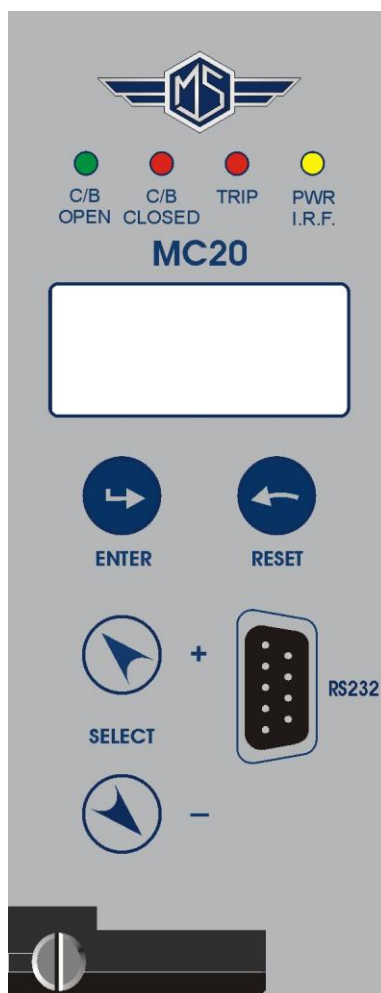 MS
C/B OPEN
C/B CLOSED
TRIP
PWR I.R.F.
MC20
ENTER
RESET
+
RS232
SELECT
−